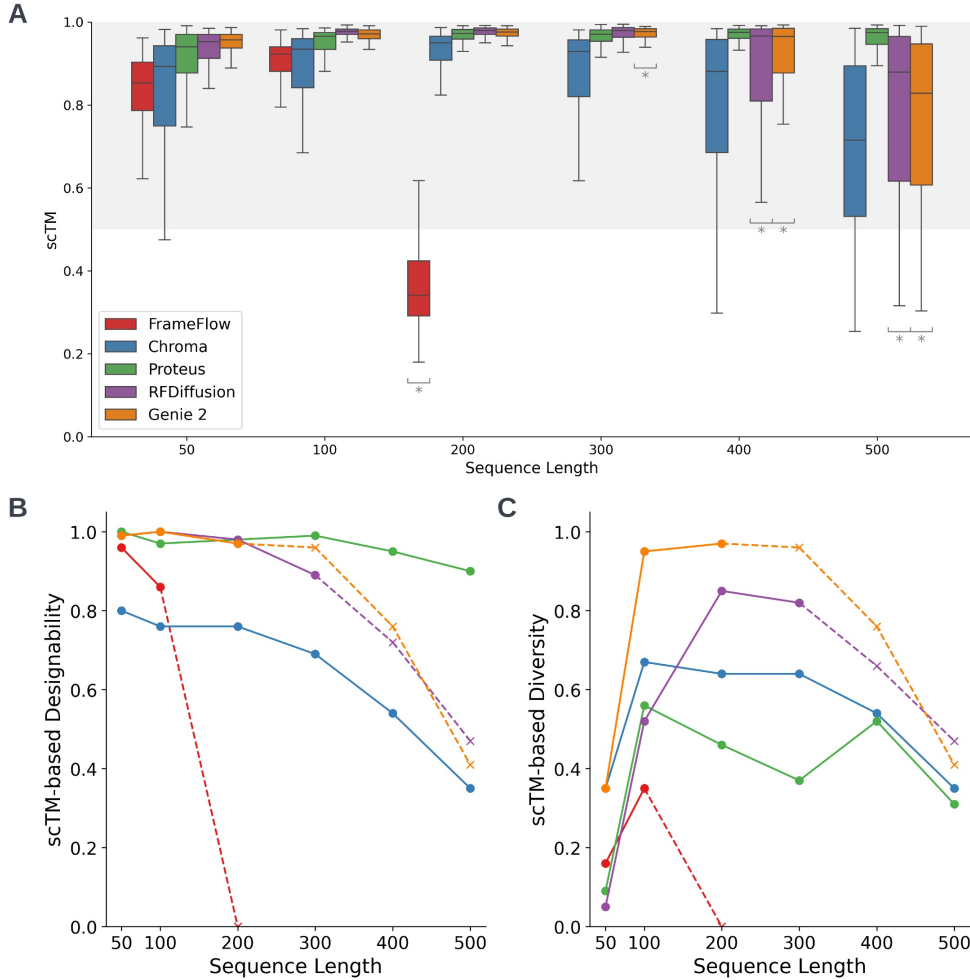 A
1.0
0.8
0.6
0.4
0.2
0.0
scTM
* * * * * *
FrameFlow
Chroma
Proteus
RFDiffusion
Genie 2
50 100 200 300 400 500
Sequence Length
B
1.0
0.8
0.6
0.4
0.2
0.0
scTM-based Designability
50 100 200 300 400 500
Sequence Length
C
1.0
0.8
0.6
0.4
0.2
0.0
scTM-based Diversity
50 100 200 300 400 500
Sequence Length